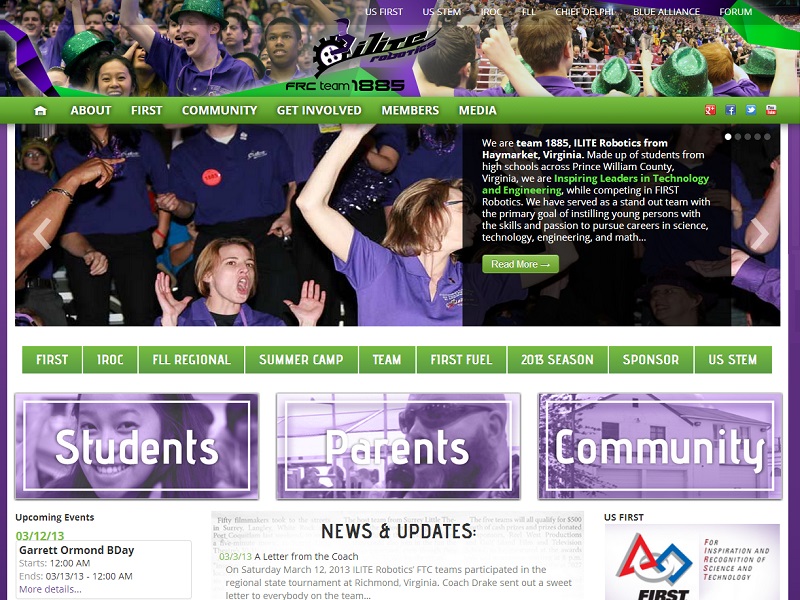 US FIRST US STEM IROC FLL CHIEF DELPHI BLUE ALLIANCE FORUM
ilite
robotics
FRC team 1885
ABOUT FIRST COMMUNITY GET INVOLVED MEMBERS MEDIA
We are team 1885, ILITE Robotics from
Haymarket, Virginia. Made up of students from
high schools across Prince William County,
Virginia, we are Inspiring Leaders in Technology
and Engineering, while competing in FIRST
Robotics. We have served as a stand out team with
the primary goal of instilling young persons with
the skills and passion to pursue careers in science,
technology, engineering, and math...
Read More →
FIRST IROC FLL REGIONAL SUMMER CAMP TEAM FIRST FUEL 2013 SEASON SPONSOR US STEM
Students
Parents
Community
Upcoming Events
03/12/13
Garrett Ormond BDay
Starts: 12:00 AM
Ends: 03/13/13 - 12:00 AM
More details...
NEWS & UPDATES:
03/3/13 A Letter from the Coach
On Saturday March 12, 2013 ILITE Robotics' FTC teams participated in the
regional state tournament at Richmond, Virginia. Coach Drake sent out a sweet
letter to everybody on the team...
US FIRST
FOR
INSPIRATION AND
RECOGNITION OF
SCIENCE AND
TECHNOLOGY
FIRST